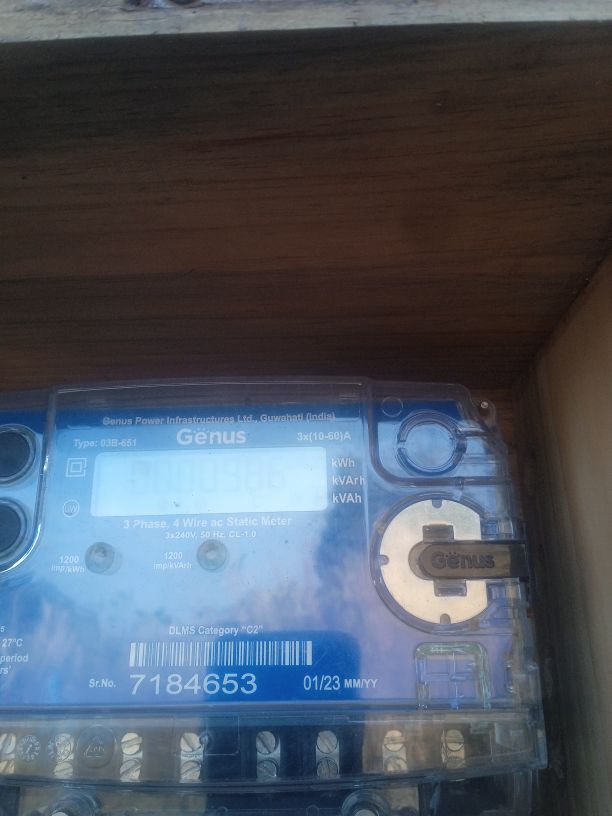 Genus Power Infrastructures Ltd., Guwahati (India)
Type: 03B-651
Genus
3x(10-60)A
kWh
kVArh
kVAh
3 Phase, 4 Wire ac Static Meter
3x240V, 50 Hz, CL-1.0
1200
imp/kWh
1200
imp/kVArh
Genus
DLMS Category "C2"
27°C
period
Sr.No. 7184653
01/23 MM/YY